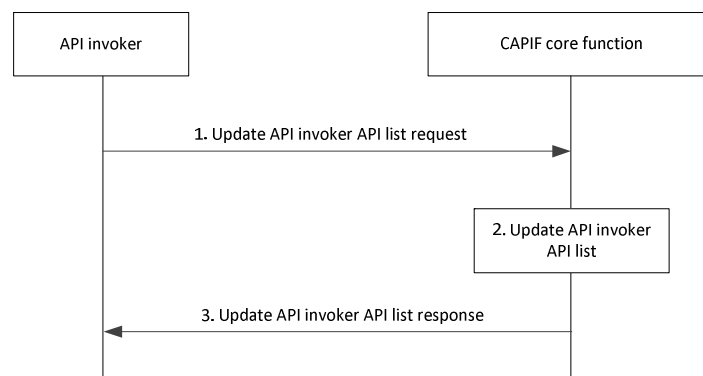 API invoker
CAPIF core function
1. Update API invoker API list request
2. Update API invoker
API list
3. Update API invoker API list response